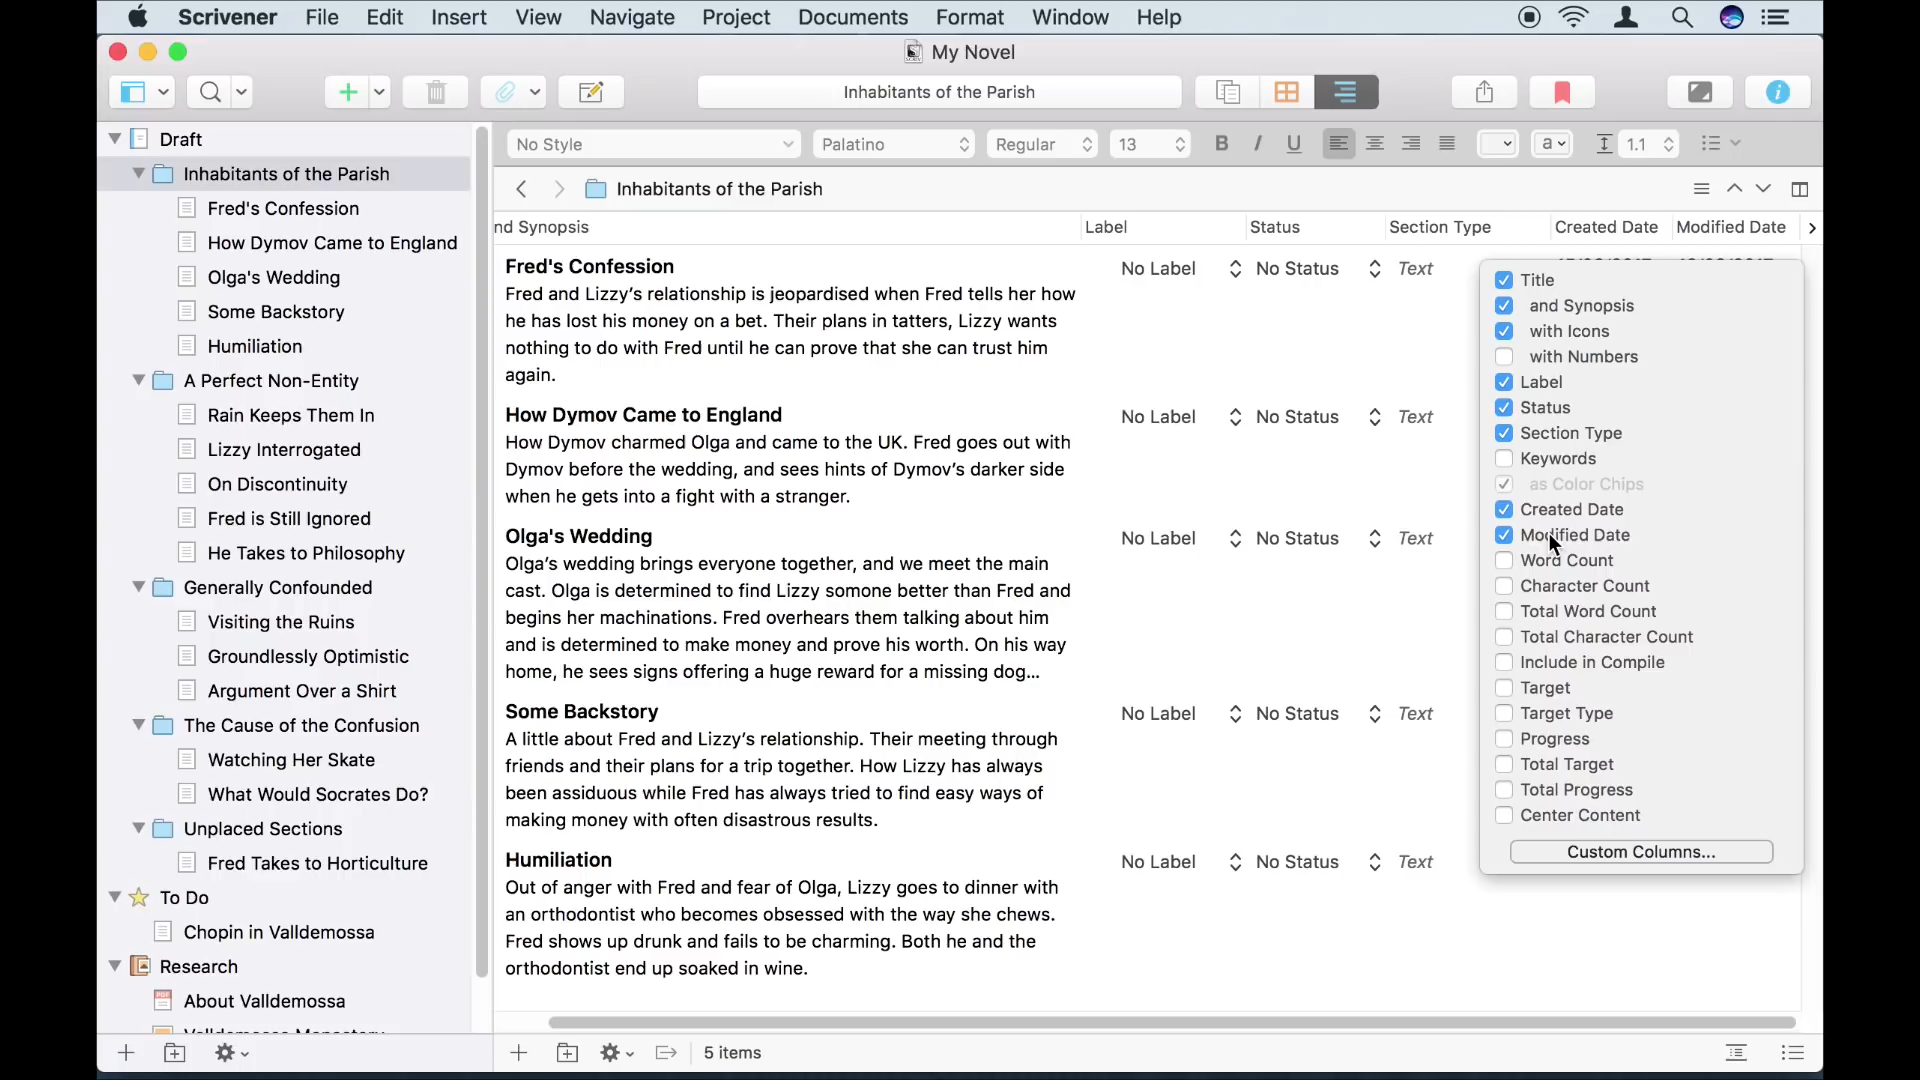 Scrivener File Edit Insert View Navigate Project Documents Format Window Help
My Novel
Inhabitants of the Parish
Draft
Inhabitants of the Parish
Fred's Confession
How Dymov Came to England
Olga's Wedding
Some Backstory
Humiliation
A Perfect Non-Entity
Rain Keeps Them In
Lizzy Interrogated
On Discontinuity
Fred is Still Ignored
He Takes to Philosophy
Generally Confounded
Visiting the Ruins
Groundlessly Optimistic
Argument Over a Shirt
The Cause of the Confusion
Watching Her Skate
What Would Socrates Do?
Unplaced Sections
Fred Takes to Horticulture
To Do
Chopin in Valldemossa
Research
About Valldemossa
No Style Palatino Regular 13 B I U a 1.1
Inhabitants of the Parish
nd Synopsis Label Status Section Type Created Date Modified Date
Fred's Confession No Label No Status Text
Fred and Lizzy's relationship is jeopardised when Fred tells her how
he has lost his money on a bet. Their plans in tatters, Lizzy wants
nothing to do with Fred until he can prove that she can trust him
again.
How Dymov Came to England No Label No Status Text
How Dymov charmed Olga and came to the UK. Fred goes out with
Dymov before the wedding, and sees hints of Dymov's darker side
when he gets into a fight with a stranger.
Olga's Wedding No Label No Status Text
Olga's wedding brings everyone together, and we meet the main
cast. Olga is determined to find Lizzy somone better than Fred and
begins her machinations. Fred overhears them talking about him
and is determined to make money and prove his worth. On his way
home, he sees signs offering a huge reward for a missing dog...
Some Backstory No Label No Status Text
A little about Fred and Lizzy's relationship. Their meeting through
friends and their plans for a trip together. How Lizzy has always
been assiduous while Fred has always tried to find easy ways of
making money with often disastrous results.
Humiliation No Label No Status Text
Out of anger with Fred and fear of Olga, Lizzy goes to dinner with
an orthodontist who becomes obsessed with the way she chews.
Fred shows up drunk and fails to be charming. Both he and the
orthodontist end up soaked in wine.
Title
and Synopsis
with Icons
with Numbers
Label
Status
Section Type
Keywords
as Color Chips
Created Date
Modified Date
Word Count
Character Count
Total Word Count
Total Character Count
Include in Compile
Target
Target Type
Progress
Total Target
Total Progress
Center Content
Custom Columns...
5 items